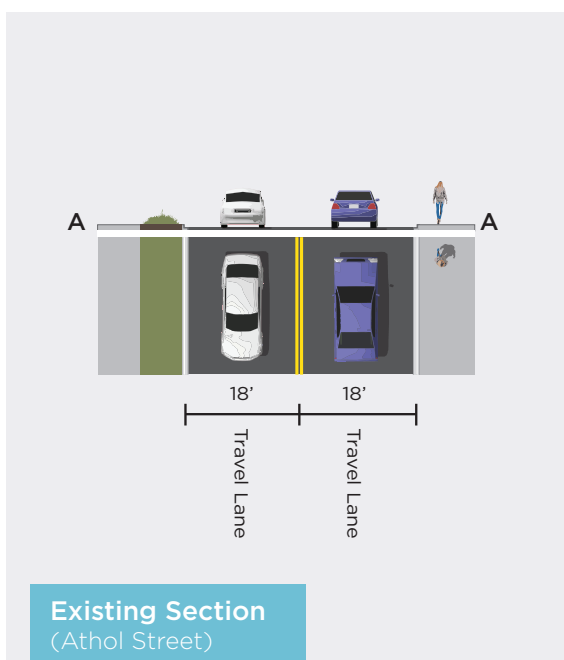 A A
18’ 18’
Travel Lane
Travel Lane
Existing Section
(Athol Street)